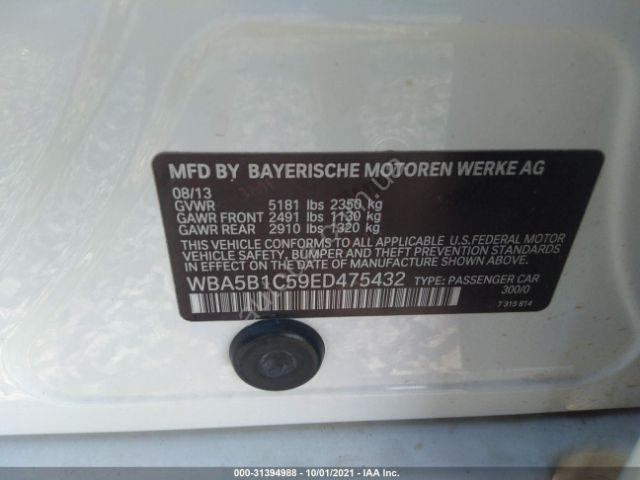 MFD BY BAYERISCHE MOTOREN WERKE AG
08/13
GVWR 5181 lbs 2350 kg
GAWR FRONT 2491 lbs 1130 kg
GAWR REAR 2910 lbs 1320 kg
THIS VEHICLE CONFORMS TO ALL APPLICABLE U.S.FEDERAL MOTOR
VEHICLE SAFETY, BUMPER AND THEFT PREVENTION STANDARDS
IN EFFECT ON THE DATE OF MANUFACTURE SHOWN ABOVE.
WBA5B1C59ED475432 TYPE: PASSENGER CAR
300/0
7 315 814
000-31394988 - 10/01/2021 - IAA Inc.